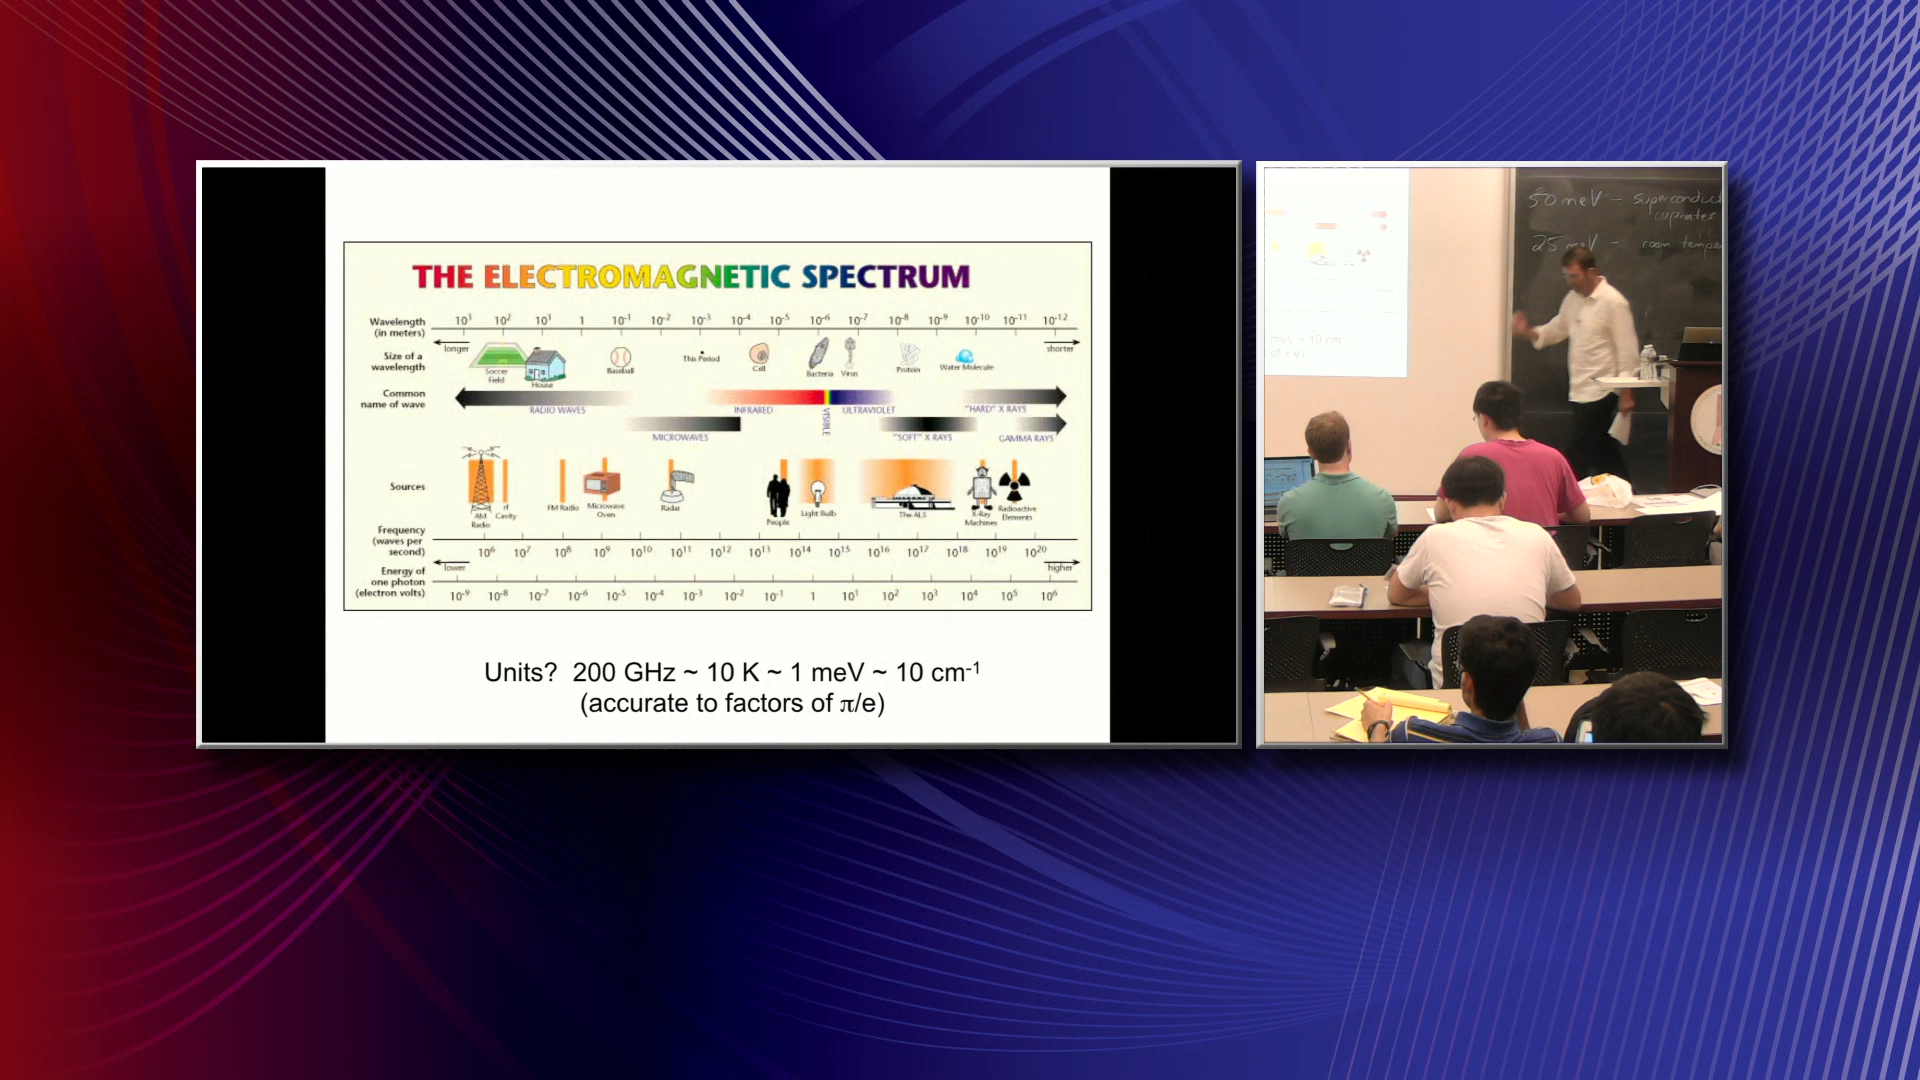 THE ELECTROMAGNETIC SPECTRUM
Wavelength
(in meters)
10³ 10² 10¹ 1 10⁻¹ 10⁻² 10⁻³ 10⁻⁴ 10⁻⁵ 10⁻⁶ 10⁻⁷ 10⁻⁸ 10⁻⁹ 10⁻¹⁰ 10⁻¹¹ 10⁻¹²
longer
shorter
Size of a
wavelength
Soccer
Field
House
Baseball
This Period
Cell
Bacteria
Virus
Protein
Water Molecule
Common
name of wave
RADIO WAVES
INFRARED
VISIBLE
ULTRAVIOLET
"HARD" X RAYS
MICROWAVES
"SOFT" X RAYS
GAMMA RAYS
Sources
AM
Radio
rf
Cavity
FM Radio
Microwave
Oven
Radar
People
Light Bulb
The ALS
X-Ray
Machines
Radioactive
Elements
Frequency
(waves per
second)
10⁶ 10⁷ 10⁸ 10⁹ 10¹⁰ 10¹¹ 10¹² 10¹³ 10¹⁴ 10¹⁵ 10¹⁶ 10¹⁷ 10¹⁸ 10¹⁹ 10²⁰
lower
higher
Energy of
one photon
(electron volts)
10⁻⁹ 10⁻⁸ 10⁻⁷ 10⁻⁶ 10⁻⁵ 10⁻⁴ 10⁻³ 10⁻² 10⁻¹ 1 10¹ 10² 10³ 10⁴ 10⁵ 10⁶
Units? 200 GHz ~ 10 K ~ 1 meV ~ 10 cm⁻¹
(accurate to factors of π/e)
50 meV – superconduct
cuprates
25 meV – room tempe
meV ~ 10 cm⁻¹
of π/e)